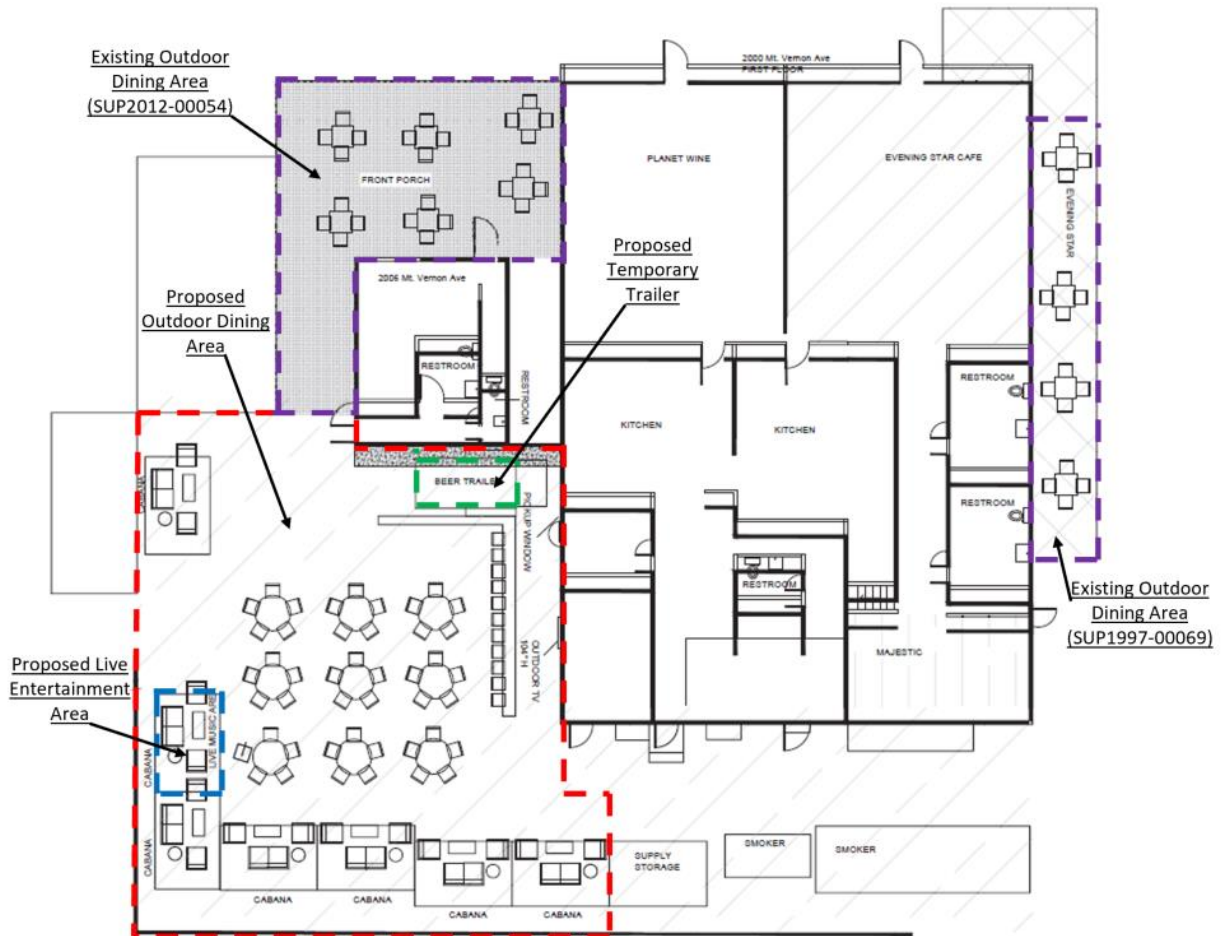 Existing Outdoor
Dining Area
(SUP2012-00054)
2000 Mt. Vernon Ave
FIRST FLOOR
PLANET WINE
EVENING STAR CAFE
FRONT PORCH
EVENING STAR
Proposed
Temporary
Trailer
2005 Mt. Vernon Ave
Proposed
Outdoor Dining
Area
RESTROOM
RESTROOM
RESTROOM
KITCHEN
KITCHEN
BEER TRAILE
CABANA
PICKUP WINDOW
RESTROOM
RESTROOM
Existing Outdoor
Dining Area
(SUP1997-00069)
OUTDOOR TV
104" H
MAJESTIC
Proposed Live
Entertainment
Area
LIVE MUSIC AREA
CABANA
CABANA
SUPPLY
STORAGE
SMOKER
SMOKER
CABANA
CABANA
CABANA
CABANA